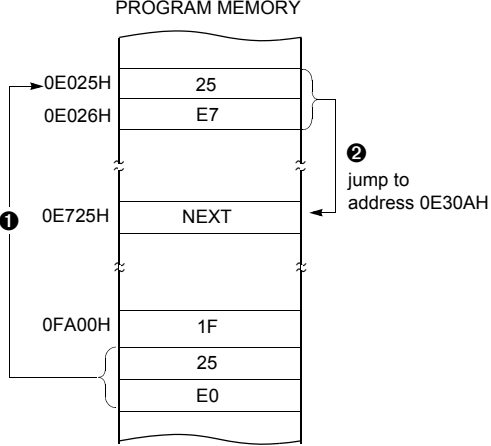 PROGRAM MEMORY
0E025H 25
0E026H E7
❷
jump to
address 0E30AH
❶
0E725H NEXT
0FA00H 1F
25
E0